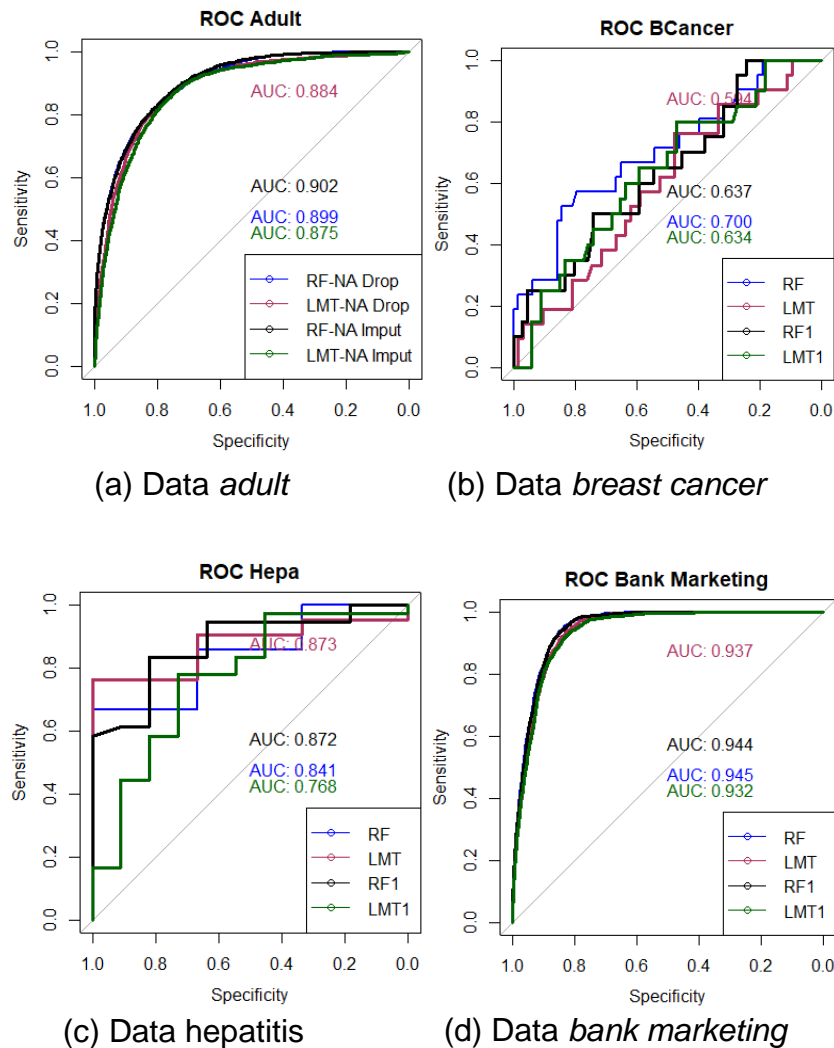 ROC Adult
Sensitivity
1.0
0.8
0.6
0.4
0.2
0.0
AUC: 0.884
AUC: 0.902
AUC: 0.899
AUC: 0.875
RF-NA Drop
LMT-NA Drop
RF-NA Imput
LMT-NA Imput
1.0 0.8 0.6 0.4 0.2 0.0
Specificity
(a) Data adult
ROC BCancer
Sensitivity
1.0
0.8
0.6
0.4
0.2
0.0
AUC: 0.594
AUC: 0.637
AUC: 0.700
AUC: 0.634
RF
LMT
RF1
LMT1
1.0 0.8 0.6 0.4 0.2 0.0
Specificity
(b) Data breast cancer
ROC Hepa
Sensitivity
1.0
0.8
0.6
0.4
0.2
0.0
AUC: 0.873
AUC: 0.872
AUC: 0.841
AUC: 0.768
RF
LMT
RF1
LMT1
1.0 0.8 0.6 0.4 0.2 0.0
Specificity
(c) Data hepatitis
ROC Bank Marketing
Sensitivity
1.0
0.8
0.6
0.4
0.2
0.0
AUC: 0.937
AUC: 0.944
AUC: 0.945
AUC: 0.932
RF
LMT
RF1
LMT1
1.0 0.8 0.6 0.4 0.2 0.0
Specificity
(d) Data bank marketing